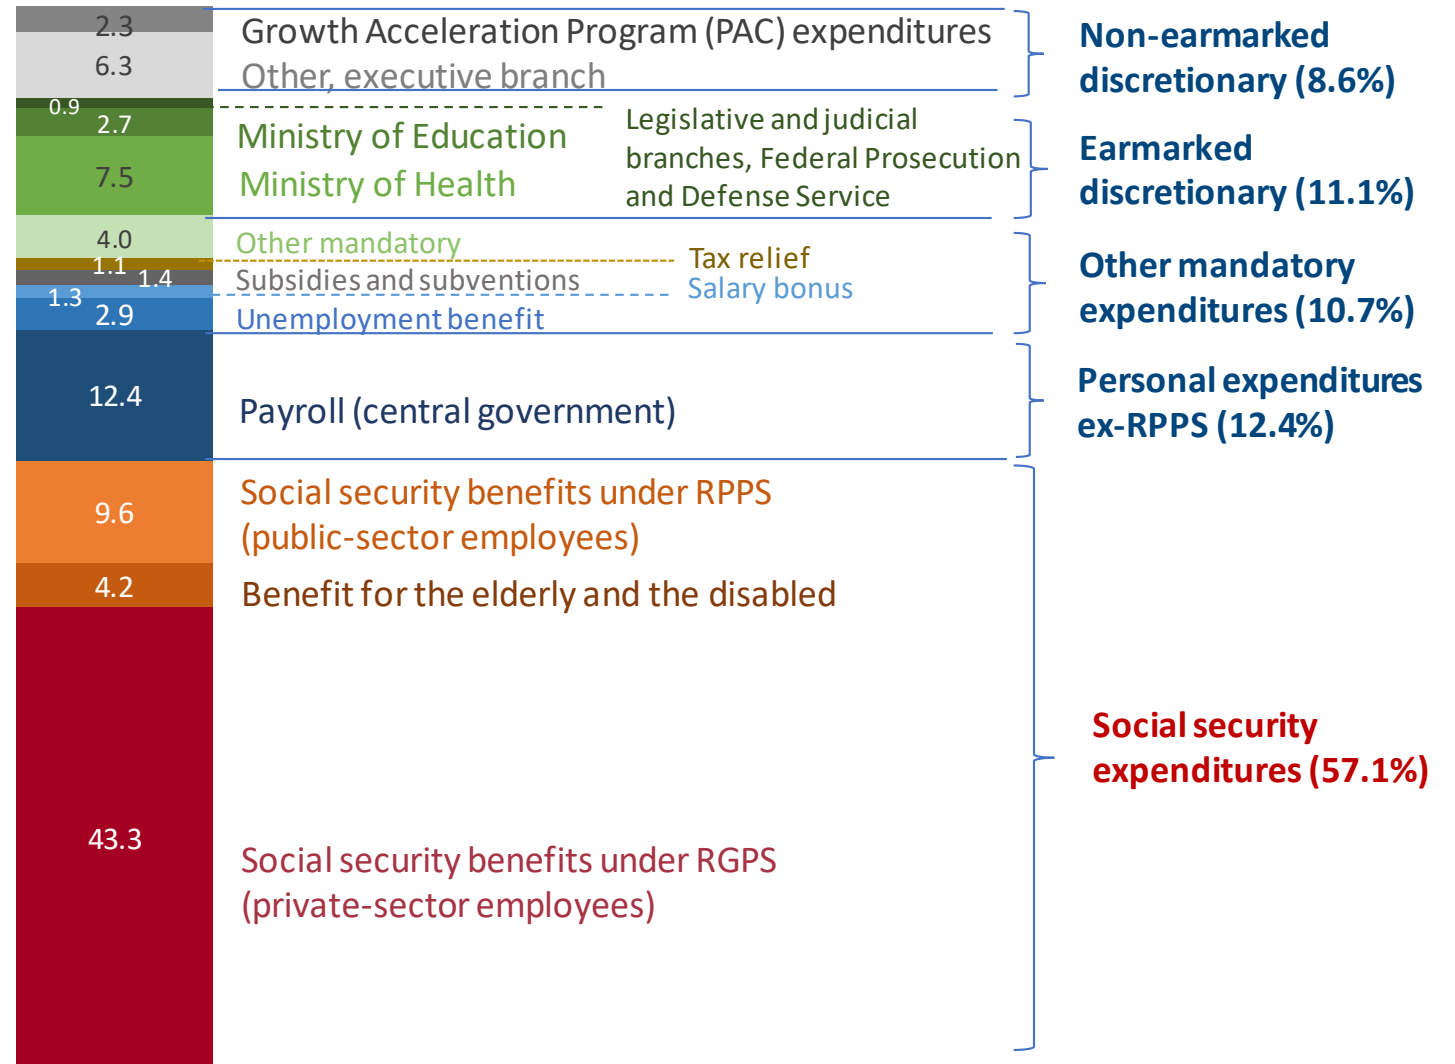 2.3
Growth Acceleration Program (PAC) expenditures
6.3
Other, executive branch
Non-earmarked
discretionary (8.6%)
0.9
2.7
Ministry of Education
7.5
Ministry of Health
Legislative and judicial
branches, Federal Prosecution
and Defense Service
Earmarked
discretionary (11.1%)
4.0
Other mandatory
1.1
Tax relief
1.4
Subsidies and subventions
1.3
Salary bonus
2.9
Unemployment benefit
Other mandatory
expenditures (10.7%)
12.4
Payroll (central government)
Personal expenditures
ex-RPPS (12.4%)
9.6
Social security benefits under RPPS
(public-sector employees)
4.2
Benefit for the elderly and the disabled
43.3
Social security benefits under RGPS
(private-sector employees)
Social security
expenditures (57.1%)